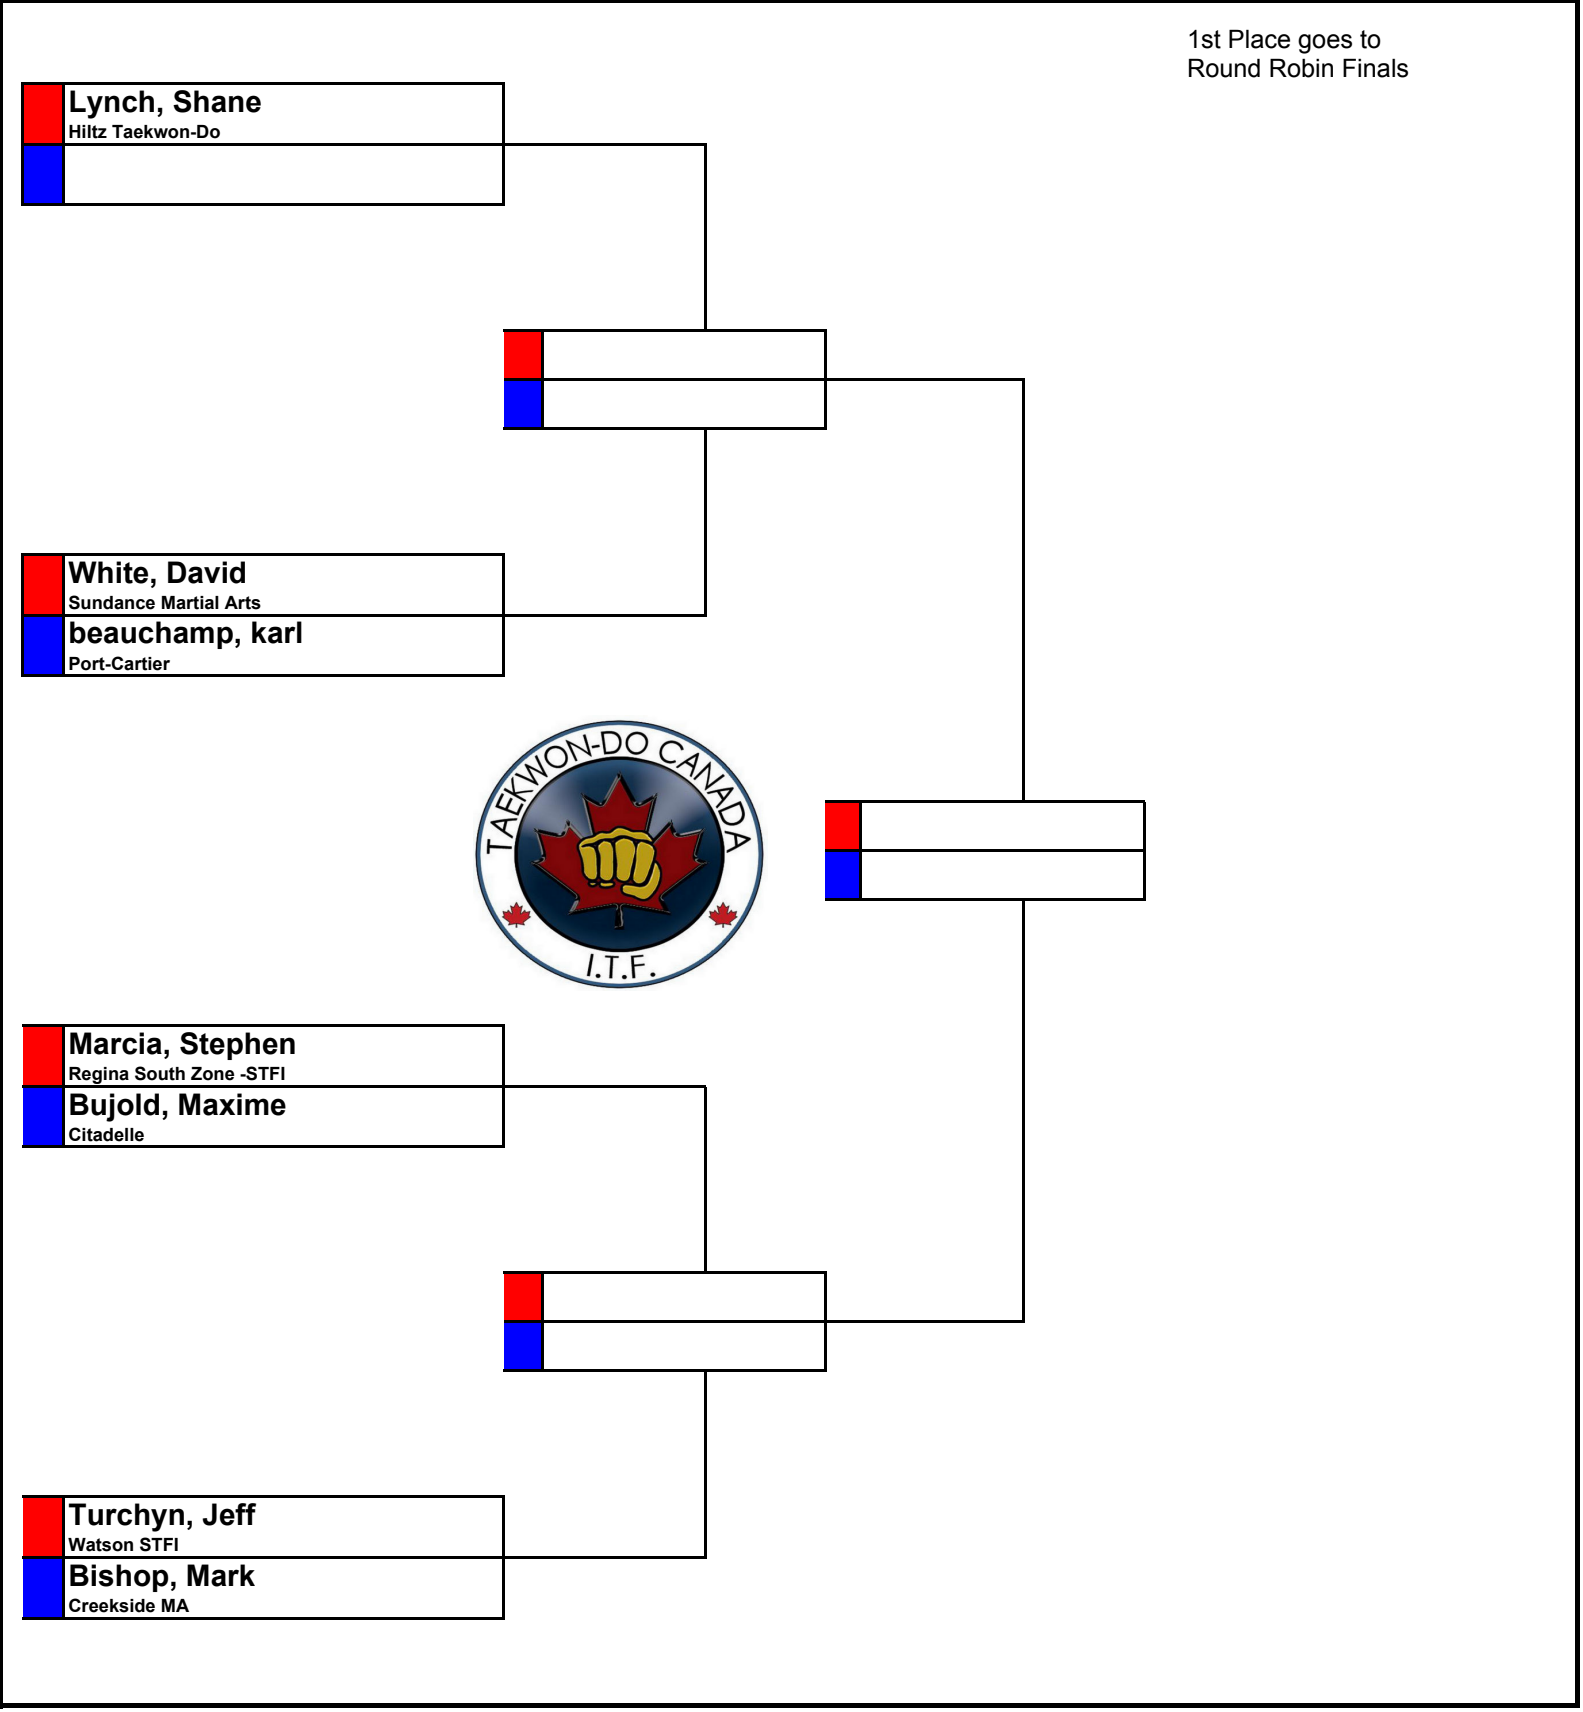 1st Place goes to
Round Robin Finals
Lynch, Shane
Hiltz Taekwon-Do
White, David
Sundance Martial Arts
beauchamp, karl
Port-Cartier
TAEKWON-DO CANADA
I.T.F.
Marcia, Stephen
Regina South Zone -STFI
Bujold, Maxime
Citadelle
Turchyn, Jeff
Watson STFI
Bishop, Mark
Creekside MA